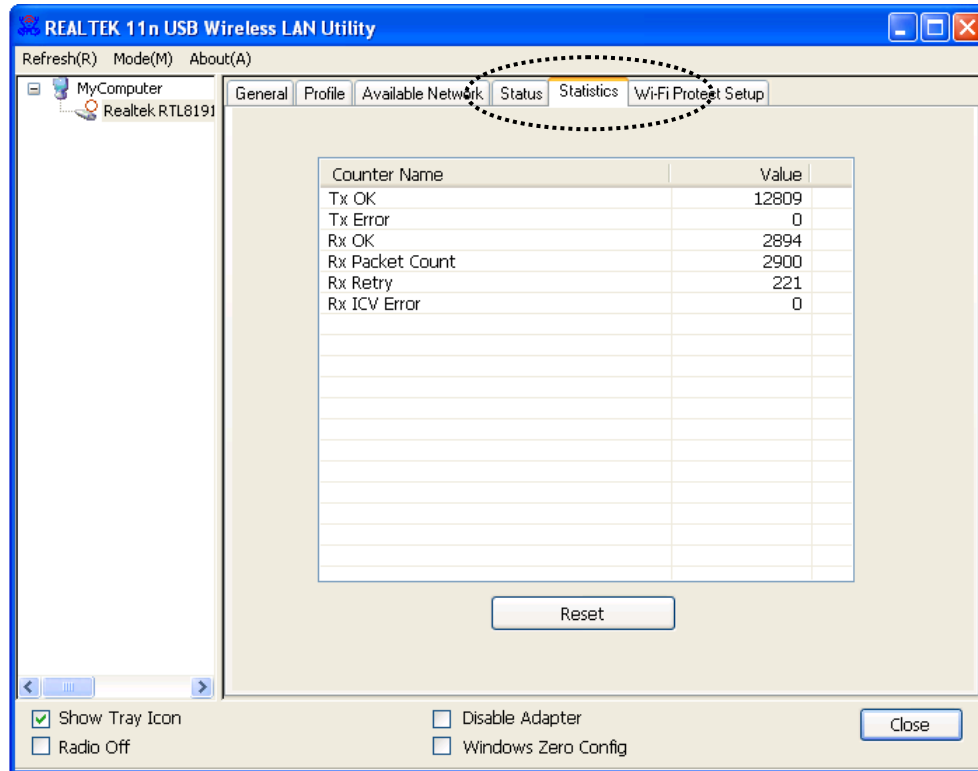 REALTEK 11n USB Wireless LAN Utility
Refresh(R) Mode(M) About(A)
MyComputer
Realtek RTL8191
General Profile Available Network Status Statistics Wi-Fi Protect Setup
Counter Name Value
Tx OK 12809
Tx Error 0
Rx OK 2894
Rx Packet Count 2900
Rx Retry 221
Rx ICV Error 0
Reset
Show Tray Icon Disable Adapter
Radio Off Windows Zero Config
Close